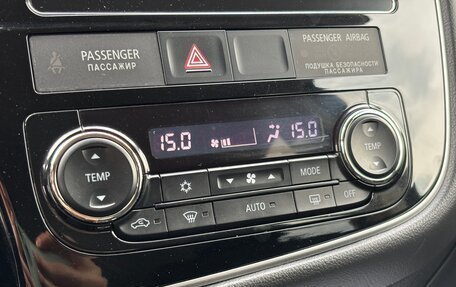 PASSENGER
ПАССАЖИР
PASSENGER AIRBAG
ПОДУШКА БЕЗОПАСНОСТИ
ПАССАЖИРА
15.0
15.0
TEMP
TEMP
MODE
AUTO
OFF